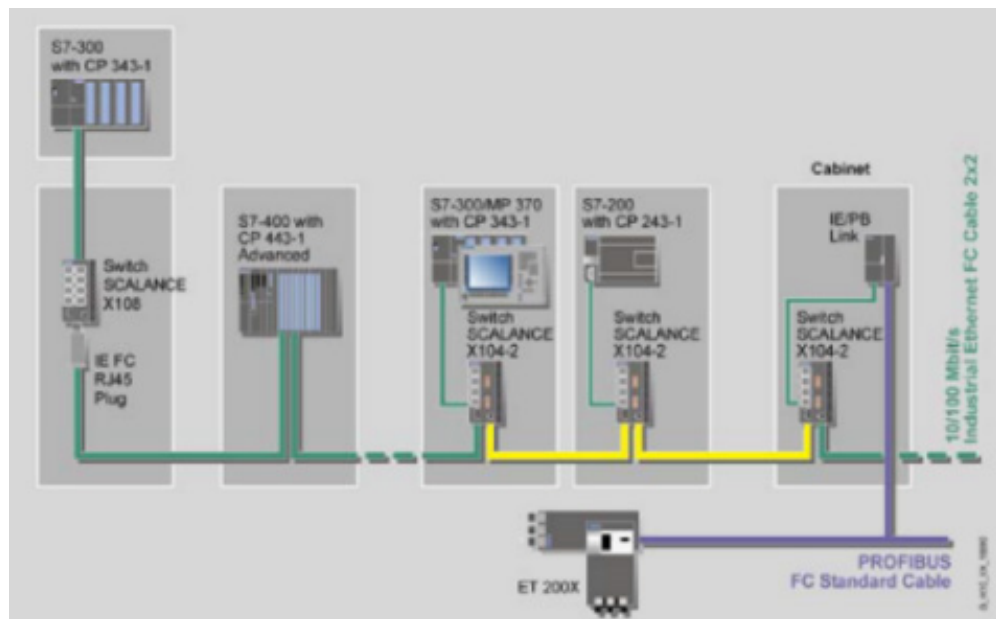 S7-300
with CP 343-1
Cabinet
S7-400 with
CP 443-1
Advanced
S7-300/MP 370
with CP 343-1
S7-200
with CP 243-1
IE/PB
Link
Switch
SCALANCE
X108
Switch
SCALANCE
X104-2
Switch
SCALANCE
X104-2
Switch
SCALANCE
X104-2
IE FC
RJ45
Plug
10/100 Mbit/s
Industrial Ethernet FC Cable 2x2
ET 200X
PROFIBUS
FC Standard Cable